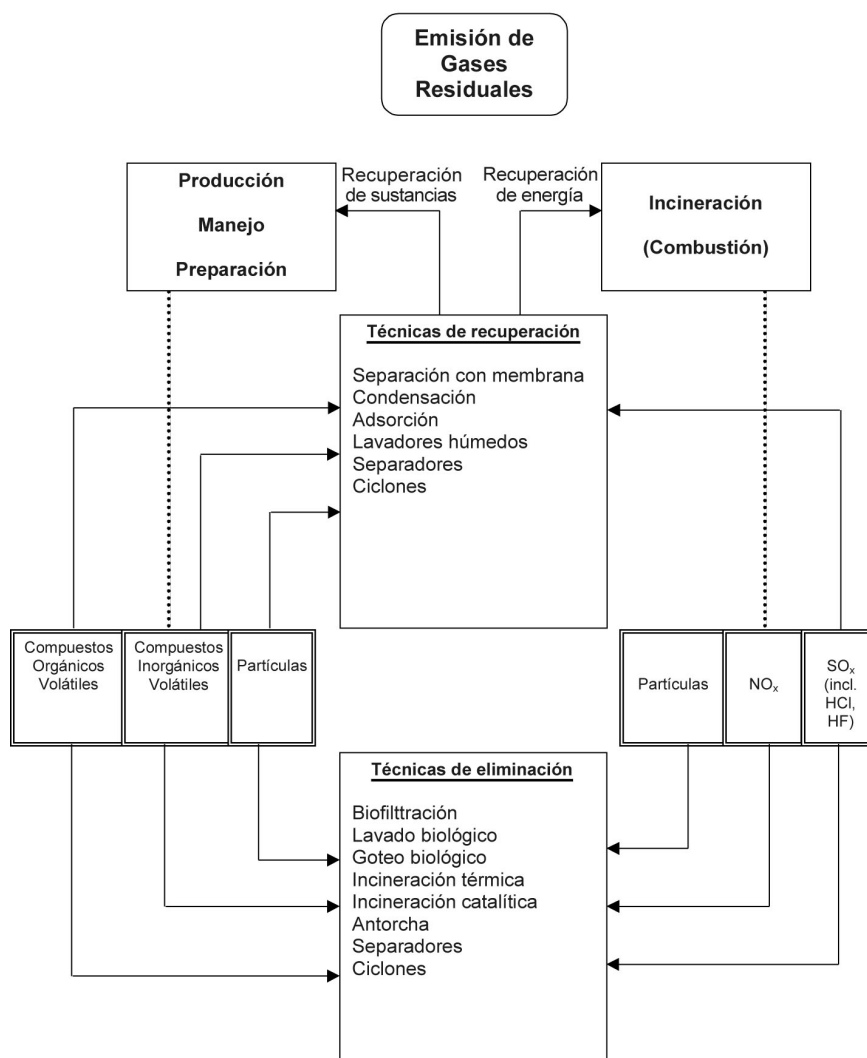 Emisión de
Gases
Residuales
Producción
Manejo
Preparación
Recuperación
de sustancias
Recuperación
de energía
Incineración
(Combustión)
Técnicas de recuperación
Separación con membrana
Condensación
Adsorción
Lavadores húmedos
Separadores
Ciclones
Compuestos
Orgánicos
Volátiles
Compuestos
Inorgánicos
Volátiles
Partículas
Partículas
NOₓ
SOₓ
(incl.
HCl,
HF)
Técnicas de eliminación
Biofilttración
Lavado biológico
Goteo biológico
Incineración térmica
Incineración catalítica
Antorcha
Separadores
Ciclones